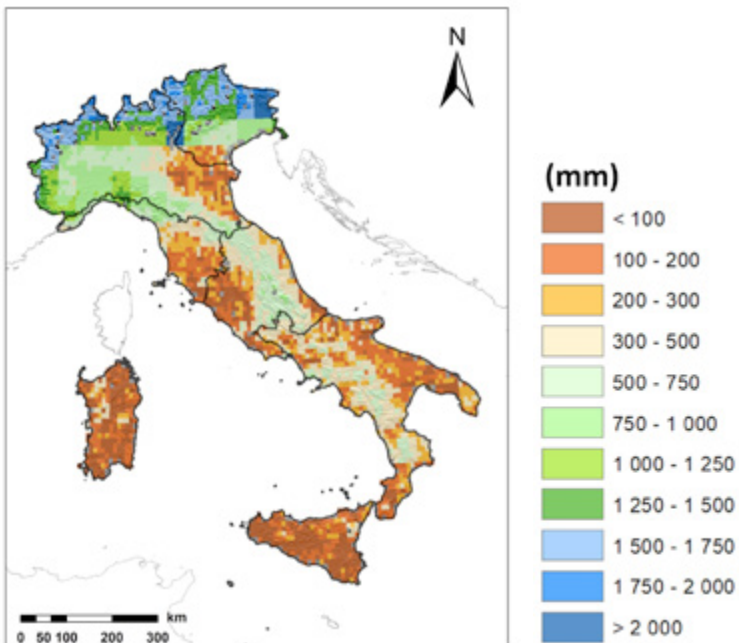 N
(mm)
< 100
100 - 200
200 - 300
300 - 500
500 - 750
750 - 1 000
1 000 - 1 250
1 250 - 1 500
1 500 - 1 750
1 750 - 2 000
> 2 000
km
0 50 100 200 300